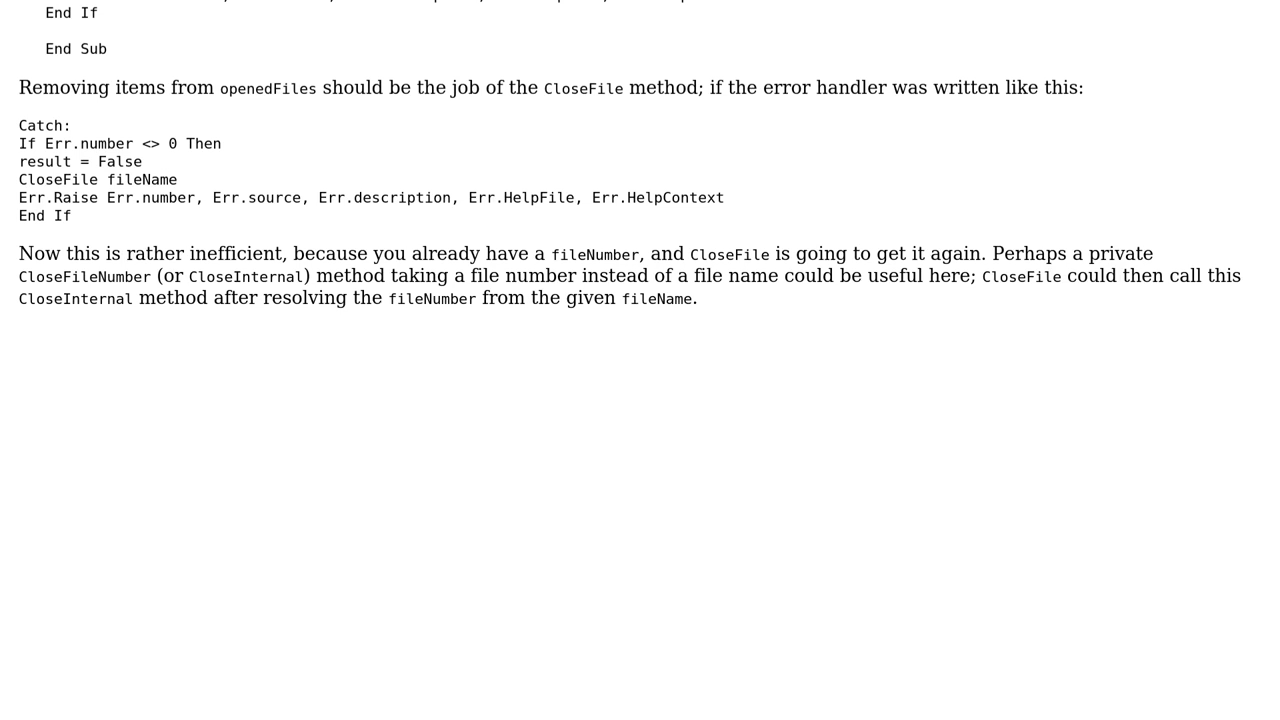 End If
End Sub
Removing items from openedFiles should be the job of the CloseFile method; if the error handler was written like this:
Catch:
If Err.number <> 0 Then
result = False
CloseFile fileName
Err.Raise Err.number, Err.source, Err.description, Err.HelpFile, Err.HelpContext
End If
Now this is rather inefficient, because you already have a fileNumber, and CloseFile is going to get it again. Perhaps a private
CloseFileNumber (or CloseInternal) method taking a file number instead of a file name could be useful here; CloseFile could then call this
CloseInternal method after resolving the fileNumber from the given fileName.